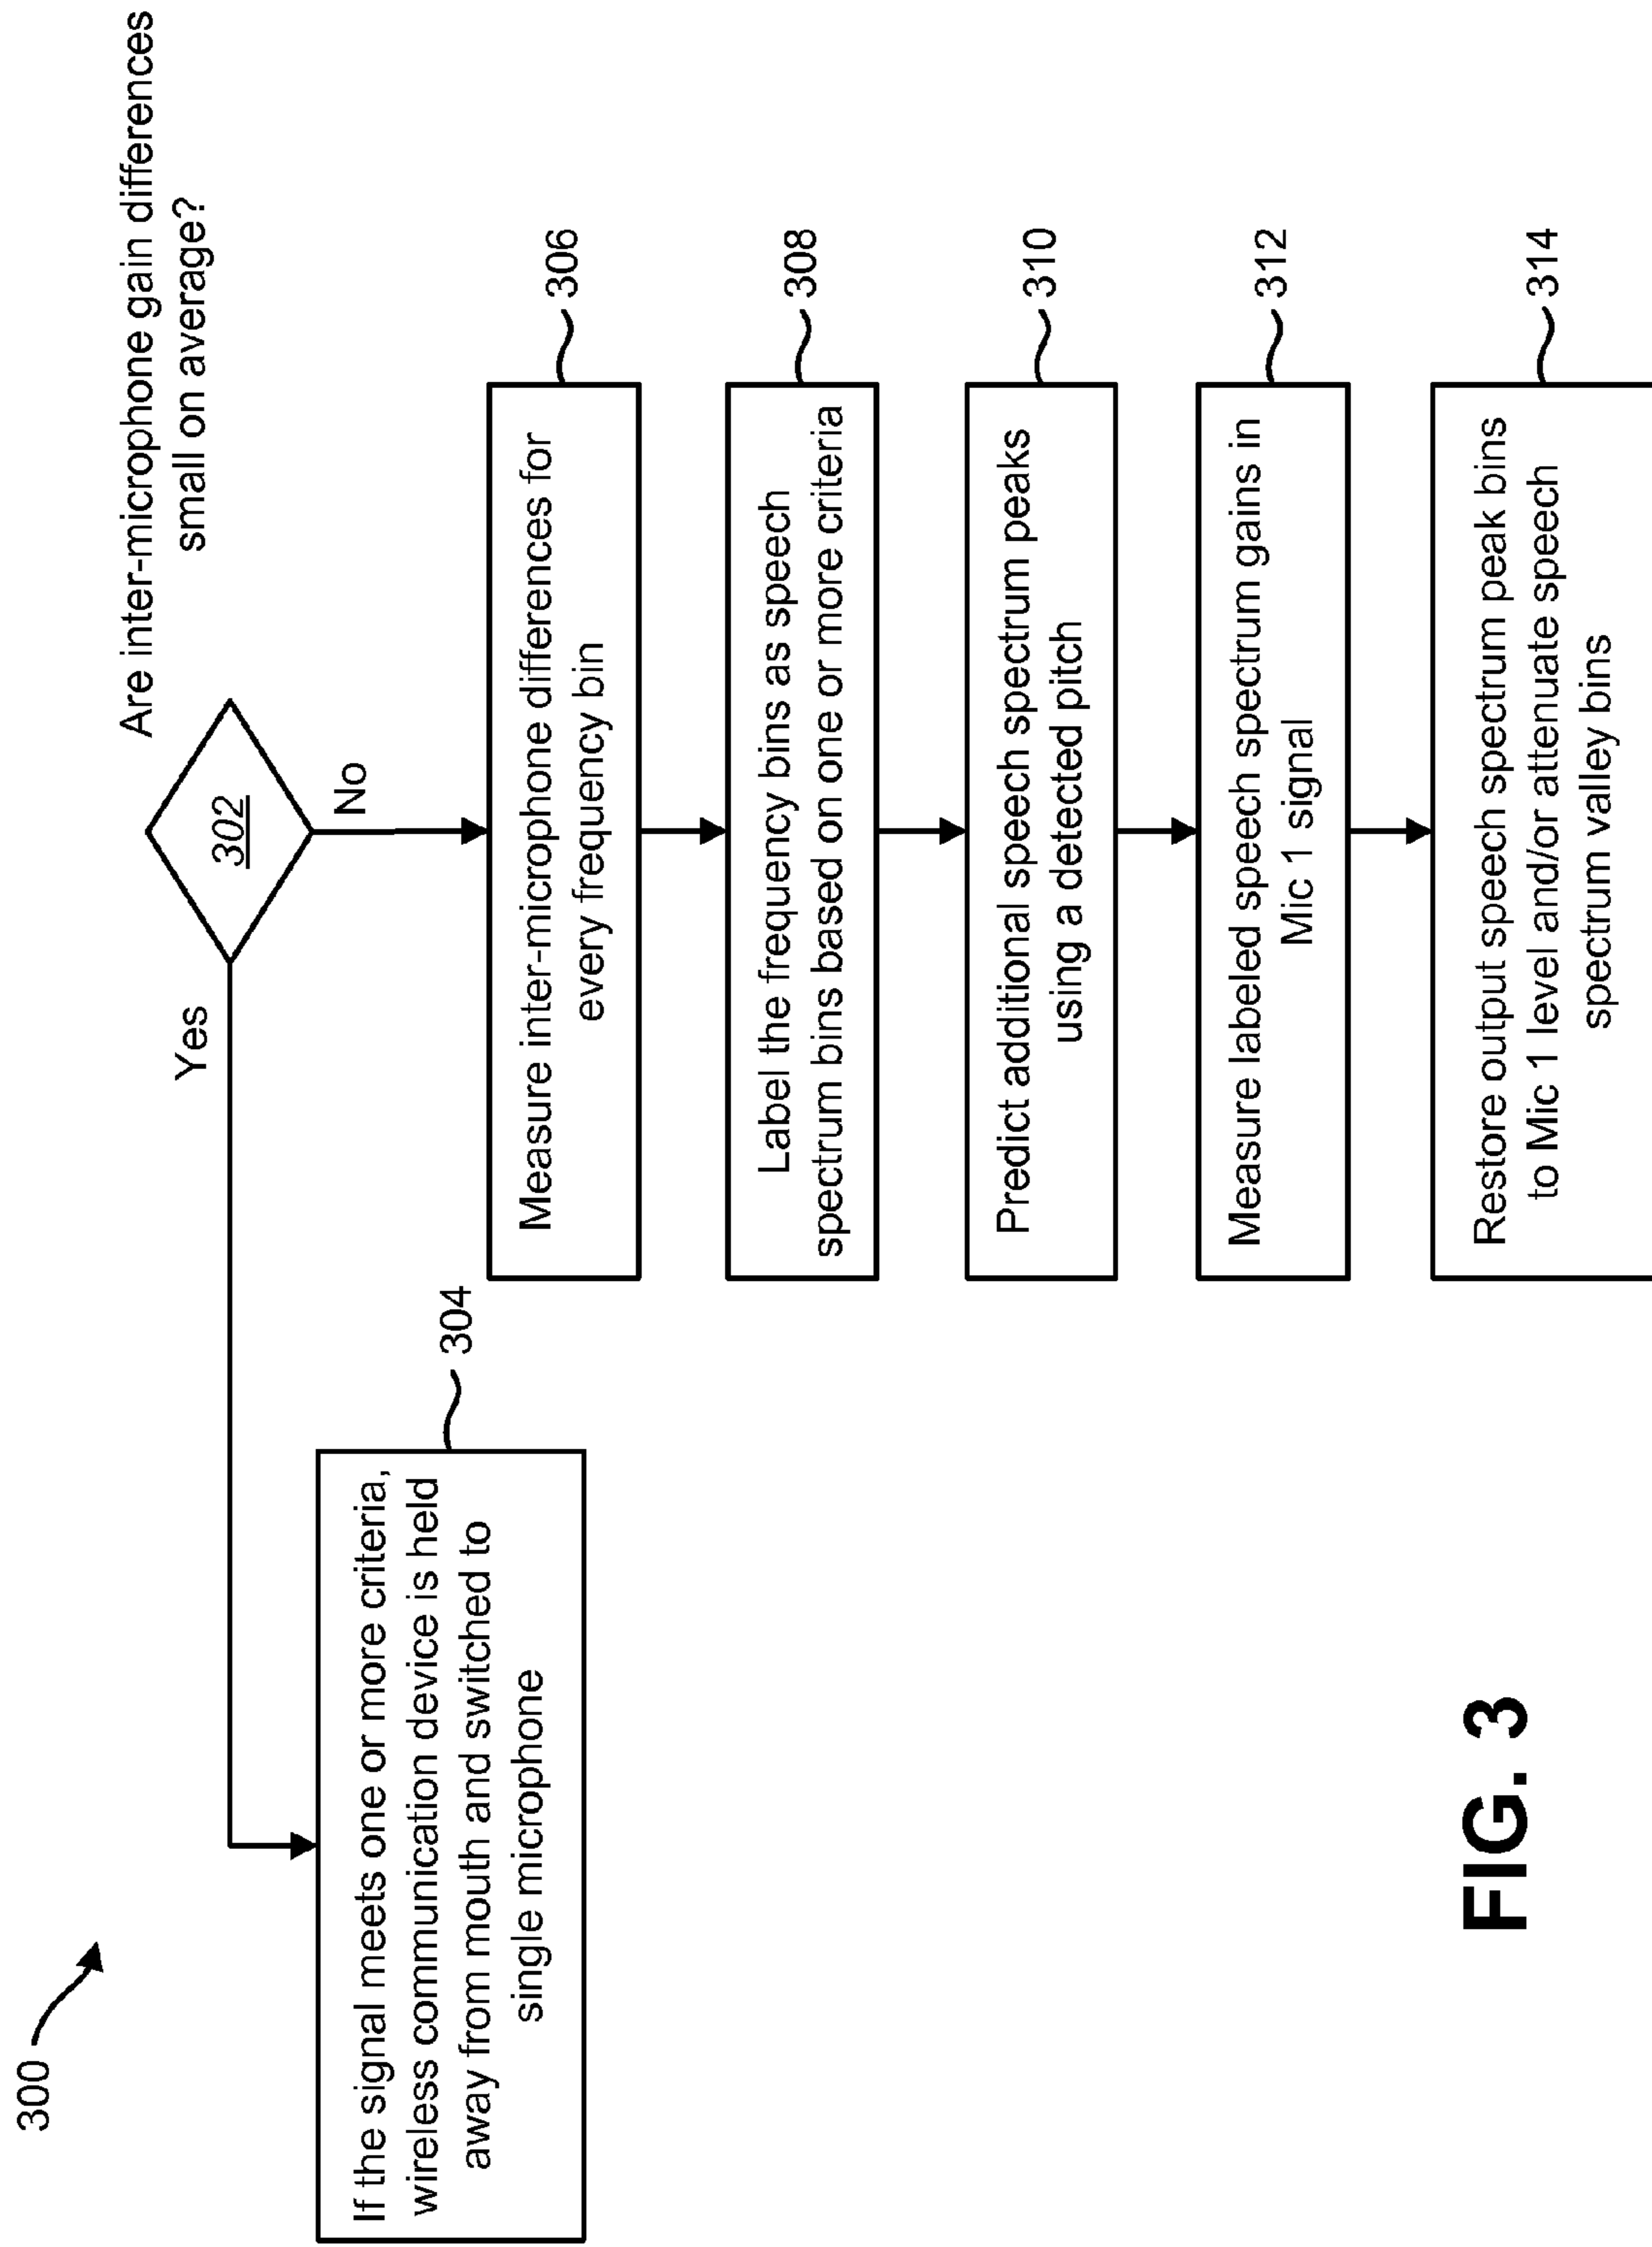 300
Are inter-microphone gain differences
small on average?
302
Yes
No
If the signal meets one or more criteria,
wireless communication device is held
away from mouth and switched to
single microphone
304
Measure inter-microphone differences for
every frequency bin
306
Label the frequency bins as speech
spectrum bins based on one or more criteria
308
Predict additional speech spectrum peaks
using a detected pitch
310
Measure labeled speech spectrum gains in
Mic 1 signal
312
Restore output speech spectrum peak bins
to Mic 1 level and/or attenuate speech
spectrum valley bins
314
FIG. 3